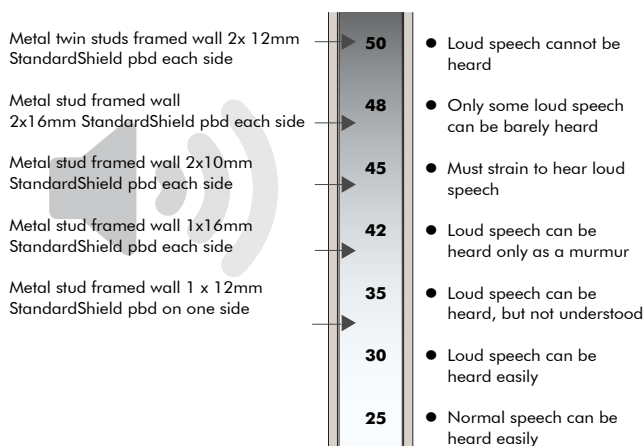 Metal twin studs framed wall 2x 12mm
StandardShield pbd each side
Metal stud framed wall
2x16mm StandardShield pbd each side
Metal stud framed wall 2x10mm
StandardShield pbd each side
Metal stud framed wall 1x16mm
StandardShield pbd each side
Metal stud framed wall 1 x 12mm
StandardShield pbd on one side
50
48
45
42
35
30
25
● Loud speech cannot be
heard
● Only some loud speech
can be barely heard
● Must strain to hear loud
speech
● Loud speech can be
heard only as a murmur
● Loud speech can be
heard, but not understood
● Loud speech can be
heard easily
● Normal speech can be
heard easily